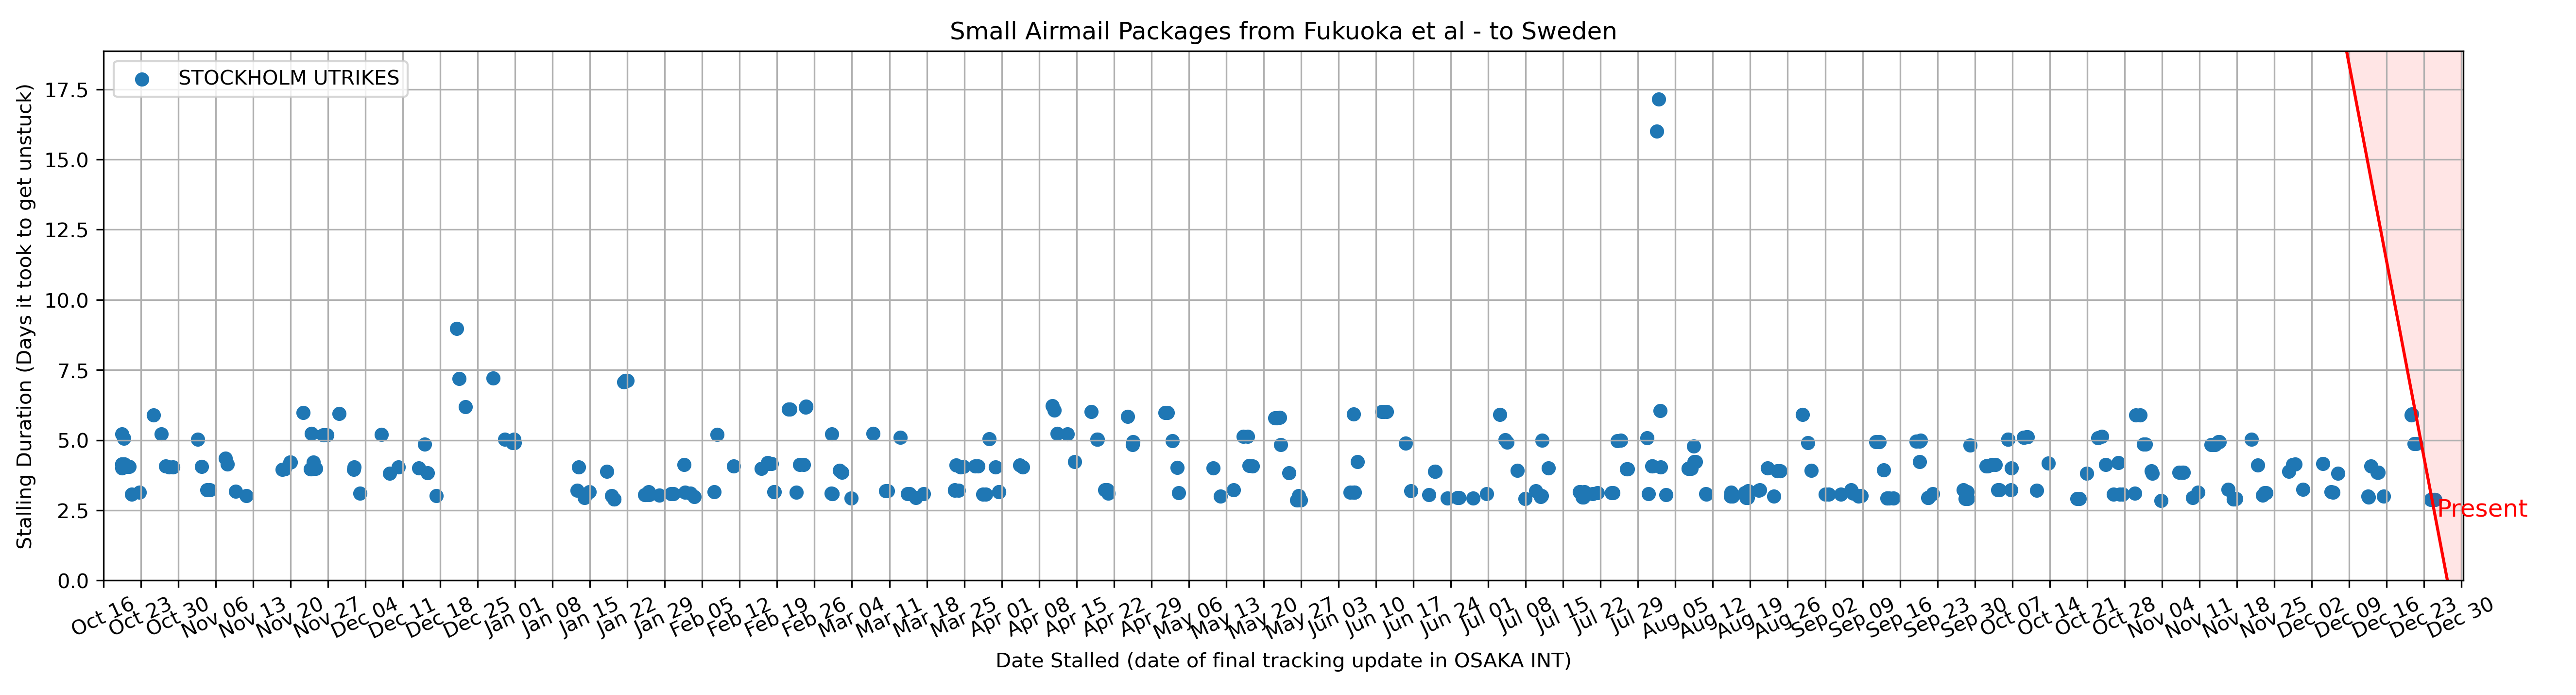 Small Airmail Packages from Fukuoka et al - to Sweden
STOCKHOLM UTRIKES
Stalling Duration (Days it took to get unstuck)
17.5
15.0
12.5
10.0
7.5
5.0
2.5
0.0
Present
Oct 16 Oct 23 Oct 30 Nov 06 Nov 13 Nov 20 Nov 27 Dec 04 Dec 11 Dec 18 Dec 25 Jan 01 Jan 08 Jan 15 Jan 22 Jan 29 Feb 05 Feb 12 Feb 19 Feb 26 Mar 04 Mar 11 Mar 18 Mar 25 Apr 01 Apr 08 Apr 15 Apr 22 Apr 29 May 06 May 13 May 20 May 27 Jun 03 Jun 10 Jun 17 Jun 24 Jul 01 Jul 08 Jul 15 Jul 22 Jul 29 Aug 05 Aug 12 Aug 19 Aug 26 Sep 02 Sep 09 Sep 16 Sep 23 Sep 30 Oct 07 Oct 14 Oct 21 Oct 28 Nov 04 Nov 11 Nov 18 Nov 25 Dec 02 Dec 09 Dec 16 Dec 23 Dec 30
Date Stalled (date of final tracking update in OSAKA INT)